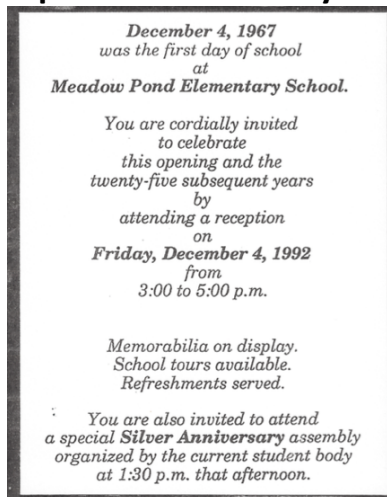 December 4, 1967
was the first day of school
at
Meadow Pond Elementary School.
You are cordially invited
to celebrate
this opening and the
twenty-five subsequent years
by
attending a reception
on
Friday, December 4, 1992
from
3:00 to 5:00 p.m.
Memorabilia on display.
School tours available.
Refreshments served.
You are also invited to attend
a special Silver Anniversary assembly
organized by the current student body
at 1:30 p.m. that afternoon.